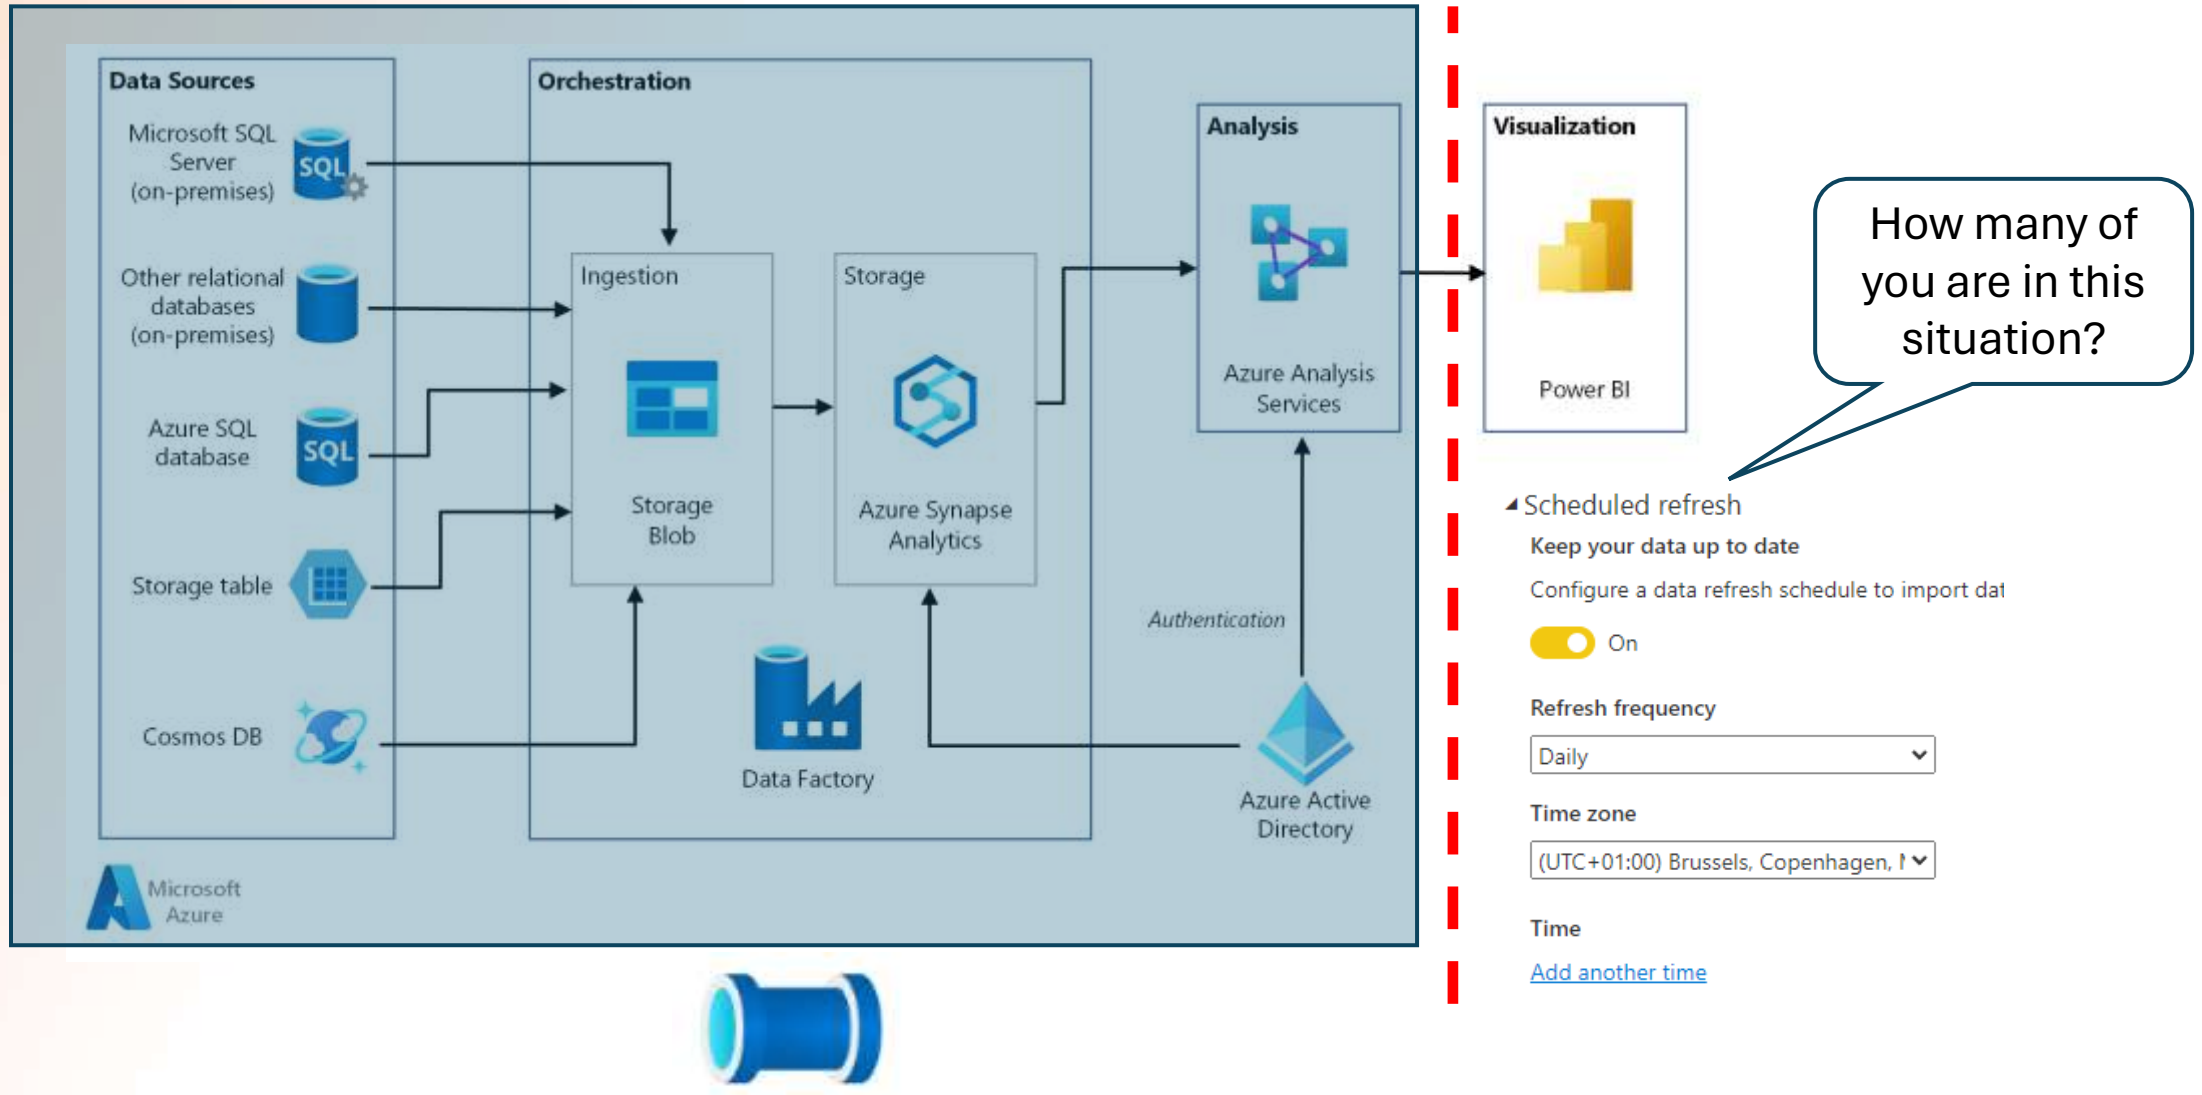 Data Sources
Microsoft SQL
Server
(on-premises)
SQL
Other relational
databases
(on-premises)
Azure SQL
database
SQL
Storage table
Cosmos DB
Microsoft
Azure
Orchestration
Ingestion
Storage
Blob
Storage
Azure Synapse
Analytics
Data Factory
Analysis
Azure Analysis
Services
Authentication
Azure Active
Directory
Visualization
Power BI
How many of
you are in this
situation?
Scheduled refresh
Keep your data up to date
Configure a data refresh schedule to import dat
On
Refresh frequency
Daily
Time zone
(UTC+01:00) Brussels, Copenhagen,
Time
Add another time